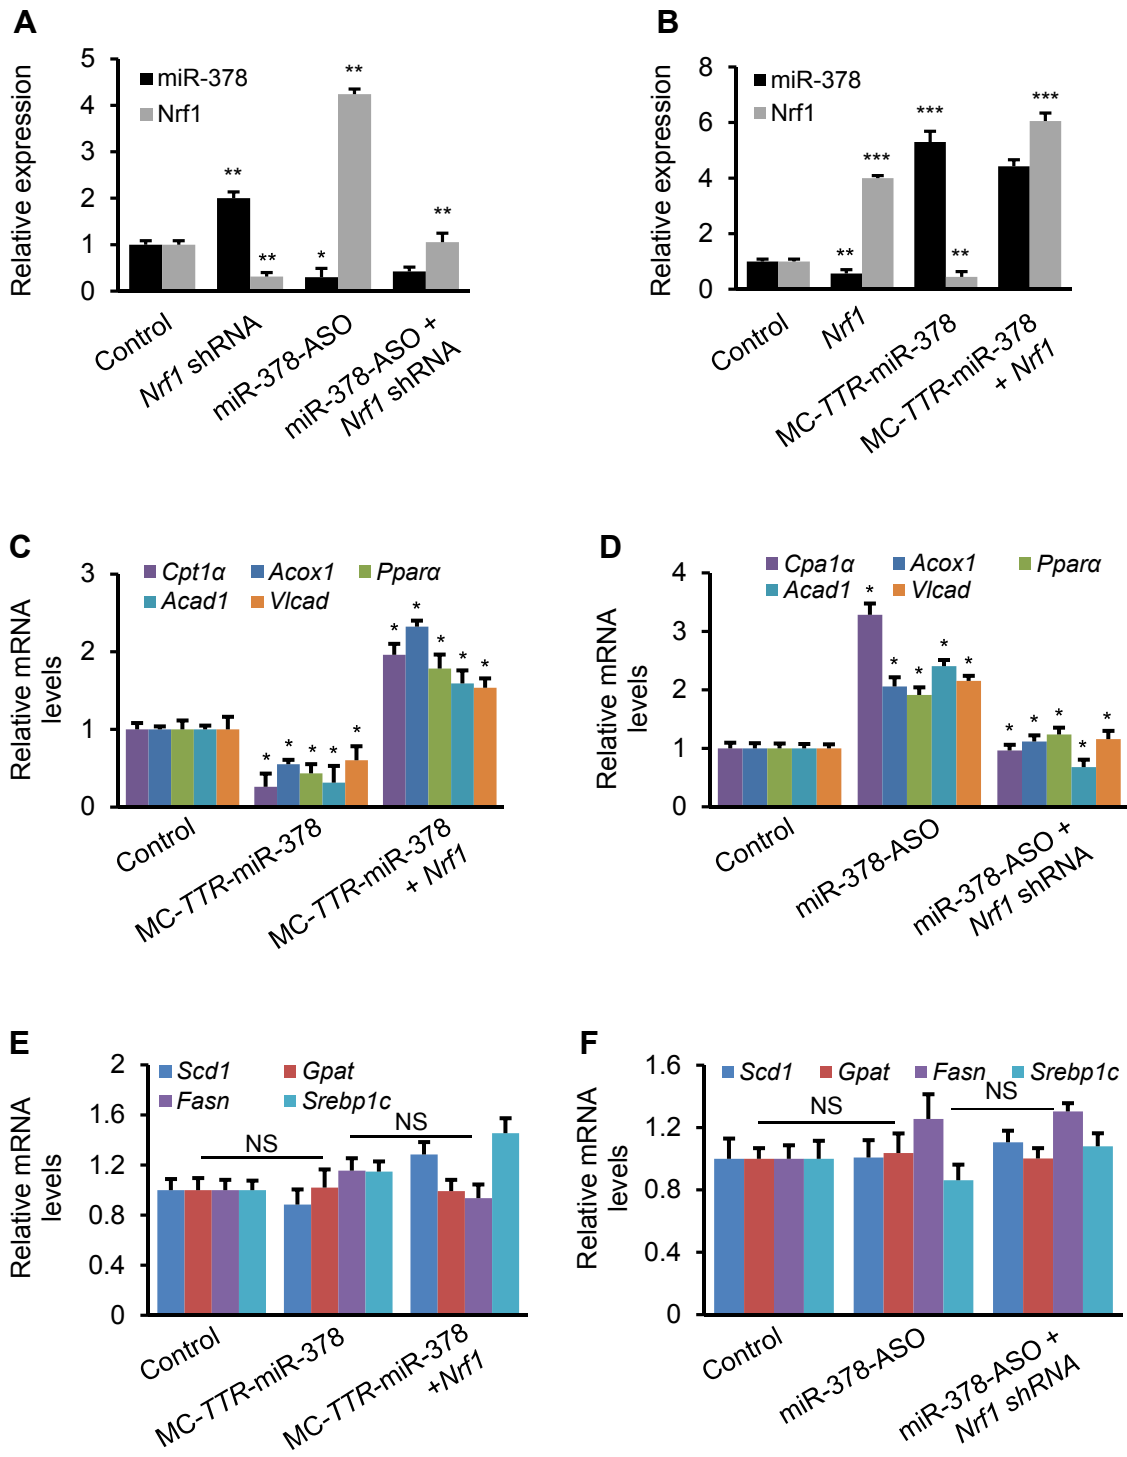 A
Relative expression
5
4
3
2
1
0
miR-378
Nrf1
**
**
*
**
**
Control
Nrf1 shRNA
miR-378-ASO
miR-378-ASO +
Nrf1 shRNA
B
Relative expression
8
6
4
2
0
miR-378
Nrf1
**
***
***
**
***
Control
Nrf1
MC-TTR-miR-378
MC-TTR-miR-378
+ Nrf1
C
Relative mRNA
levels
3
2
1
0
Cpt1α Acox1 Pparα
Acad1 Vlcad
* * * * *
* * * * *
Control
MC-TTR-miR-378
MC-TTR-miR-378
+ Nrf1
D
Relative mRNA
levels
4
3
2
1
0
Cpa1α Acox1 Pparα
Acad1 Vlcad
* * * * *
* * * * *
Control
miR-378-ASO
miR-378-ASO +
Nrf1 shRNA
E
Relative mRNA
levels
2
1.6
1.2
0.8
0.4
0
Scd1 Gpat
Fasn Srebp1c
NS
NS
Control
MC-TTR-miR-378
MC-TTR-miR-378
+Nrf1
F
Relative mRNA
levels
1.6
1.2
0.8
0.4
0
Scd1 Gpat Fasn Srebp1c
NS
NS
Control
miR-378-ASO
miR-378-ASO +
Nrf1 shRNA